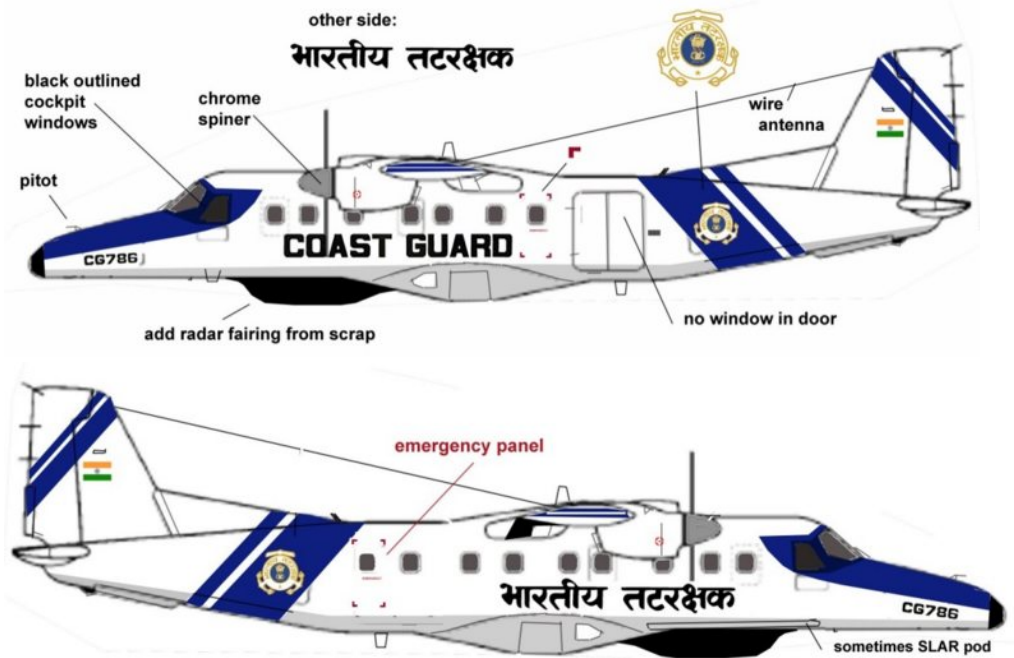 other side:
भारतीय तटरक्षक
black outlined
cockpit
windows
chrome
spiner
wire
antenna
pitot
COAST GUARD
CG786
no window in door
add radar fairing from scrap
emergency panel
भारतीय तटरक्षक
CG786
sometimes SLAR pod